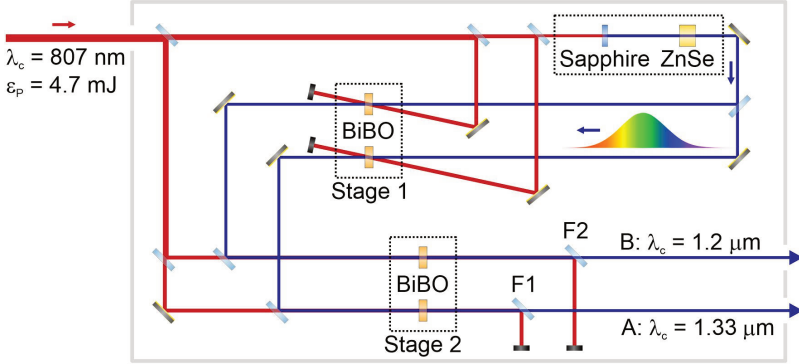 λc = 807 nm
εP = 4.7 mJ
Sapphire ZnSe
BiBO
Stage 1
F2
BiBO
F1
Stage 2
B: λc = 1.2 μm
A: λc = 1.33 μm